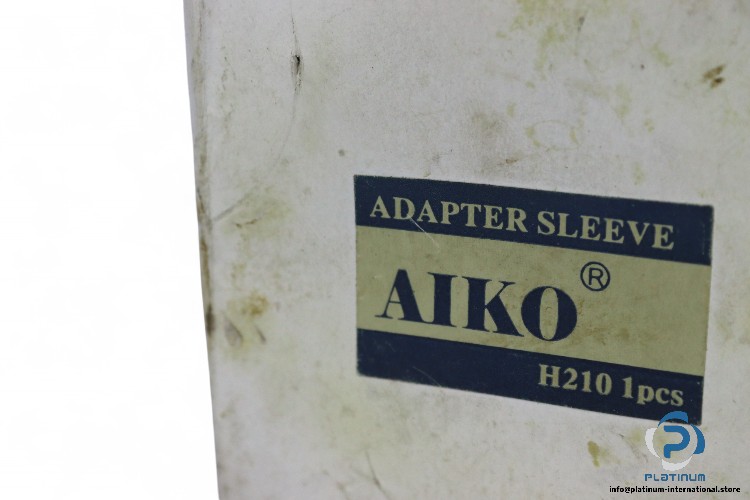 ADAPTER SLEEVE
AIKO®
H210 1pcs
PLATINUM
info@platinum-international.store